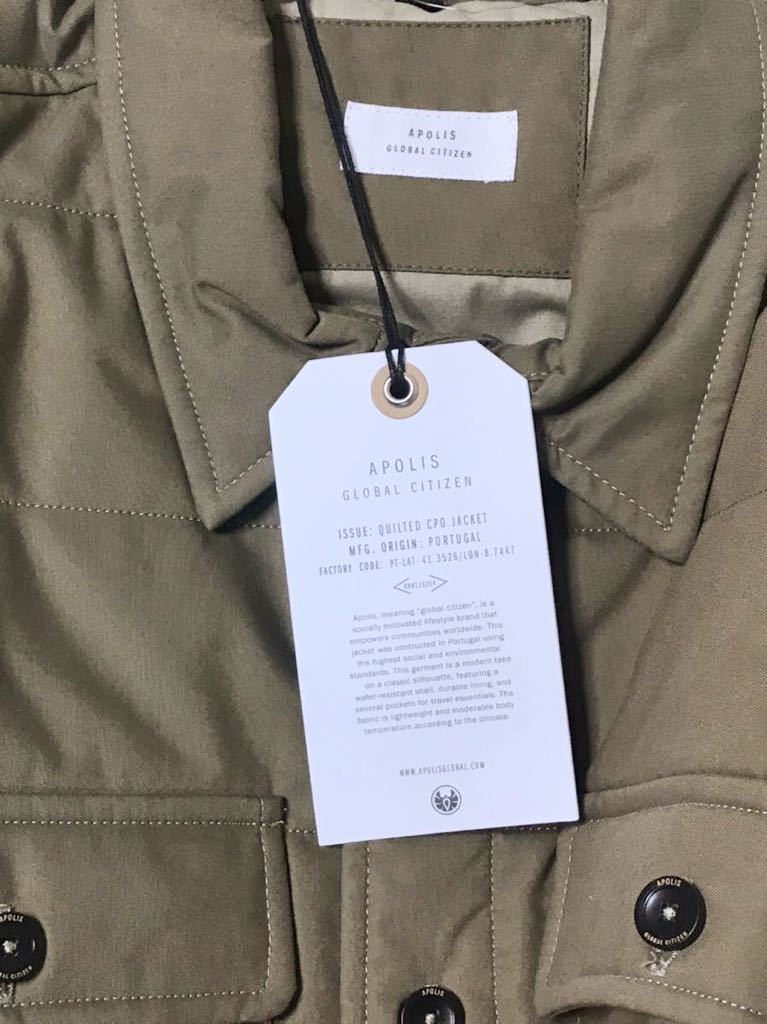 APOLIS
GLOBAL CITIZEN
APOLIS
GLOBAL CITIZEN
ISSUE: QUILTED CPO JACKET
MFG. ORIGIN: PORTUGAL
FACTORY CODE: PT-LAT: 41.3526/LON-8.7447
Apolis, meaning "global citizen", is a
socially motivated lifestyle brand that
empowers communities worldwide. This
jacket was contructed in Portugal using
the highest social and environmental
standards. This garment is a modern take
on a classic silhouette, featuring a
water-resistant shell, durable lining, and
several pockets for travel essentials. The
fabric is lightweight and moderates body
temperature according to the climate.
WWW.APOLISGLOBAL.COM
APOLIS
GLOBAL CITIZEN
APOLIS
CITIZEN
APOLIS